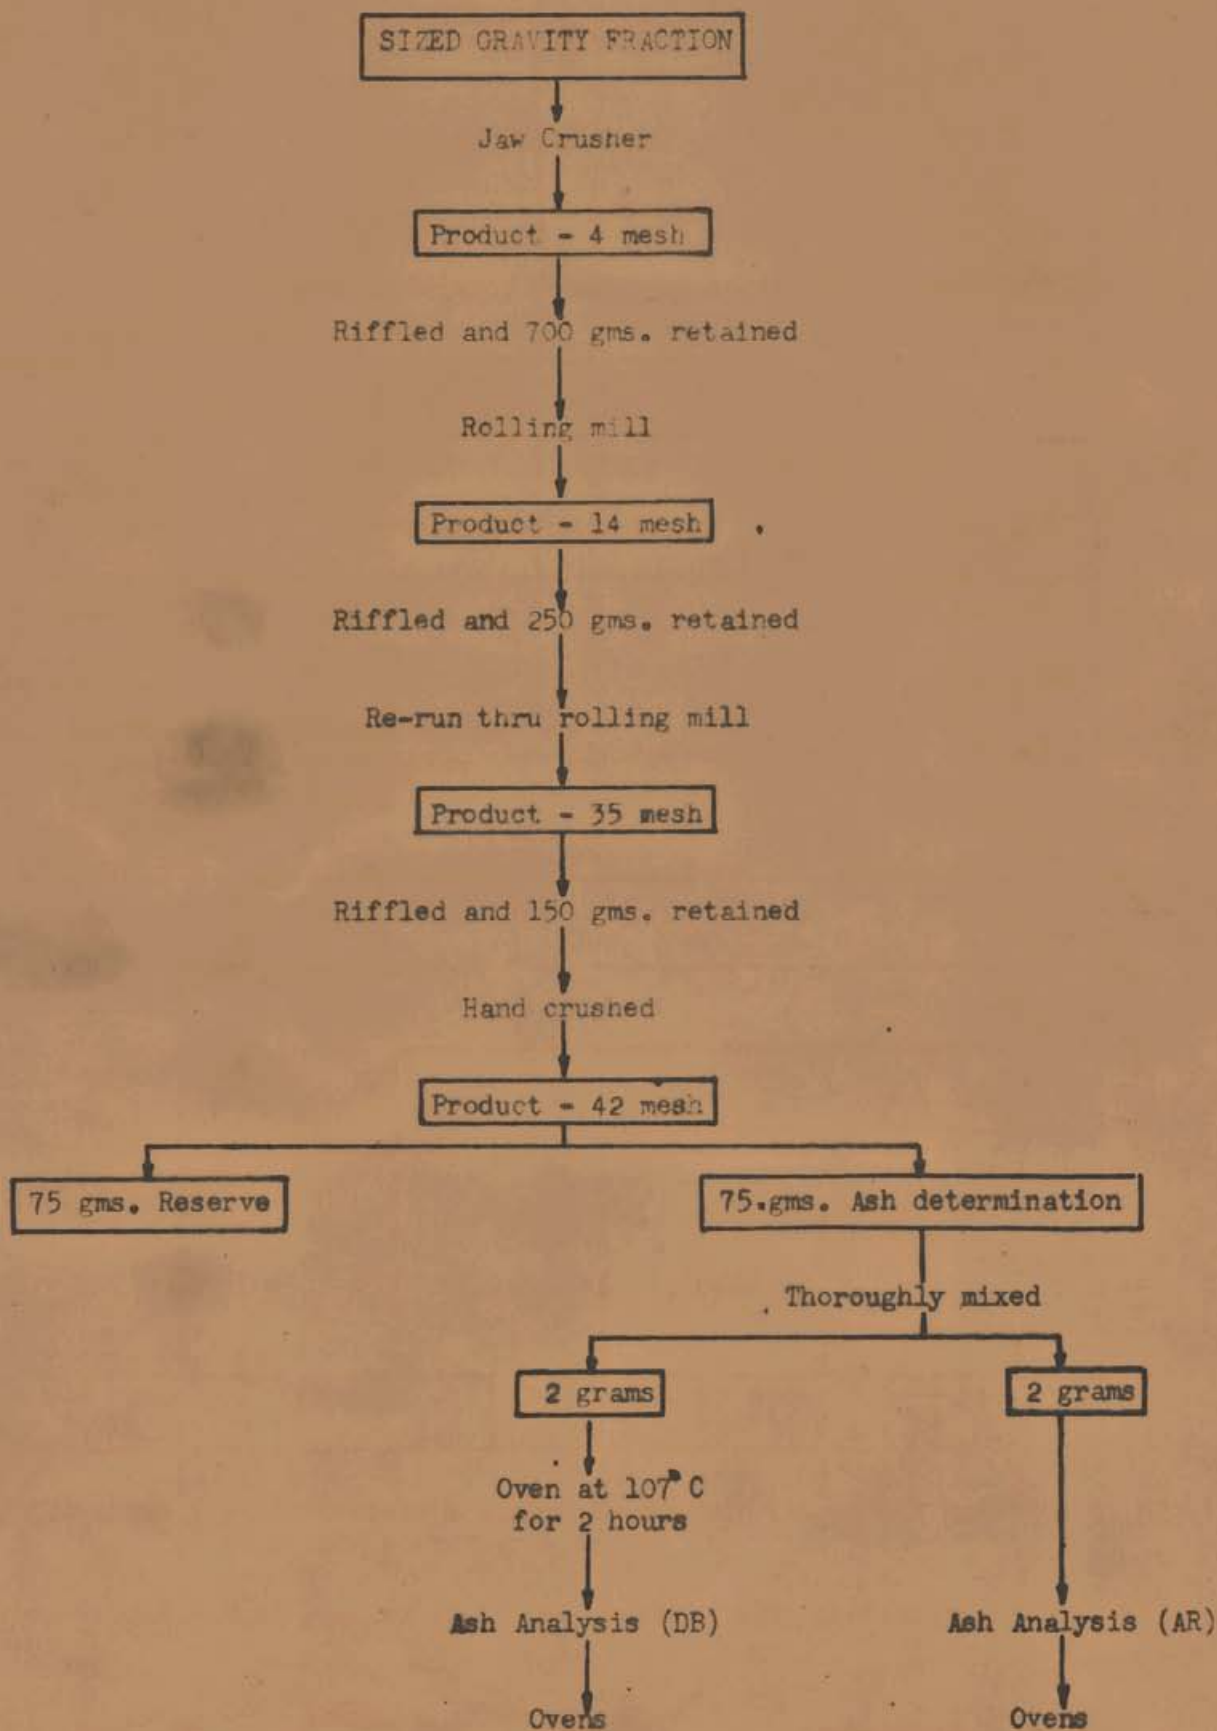 SIZED GRAVITY FRACTION
Jaw Crusher
Product - 4 mesh
Riffled and 700 gms. retained
Rolling mill
Product - 14 mesh
Riffled and 250 gms. retained
Re-run thru rolling mill
Product - 35 mesh
Riffled and 150 gms. retained
Hand crushed
Product - 42 mesh
75 gms. Reserve
75.gms. Ash determination
Thoroughly mixed
2 grams
2 grams
Oven at 107° C
for 2 hours
Ash Analysis (DB)
Ash Analysis (AR)
Ovens
Ovens